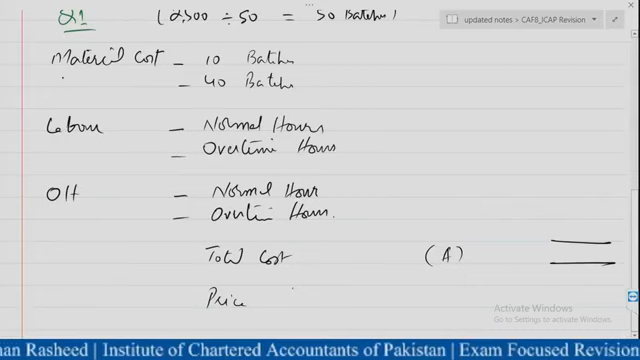 Q1 (2,500 ÷ 50 = 50 Batches)
updated notes > CAF8_ICAP Revision
Material Cost - 10 Batches
- 40 Batches
Labour - Normal Hours
- Overtime Hours
OH - Normal Hour
- Overtime Hours.
Total Cost (A)
Price
Activate Windows
Go to Settings to activate Windows.
nan Rasheed | Institute of Chartered Accountants of Pakistan | Exam Focused Revision